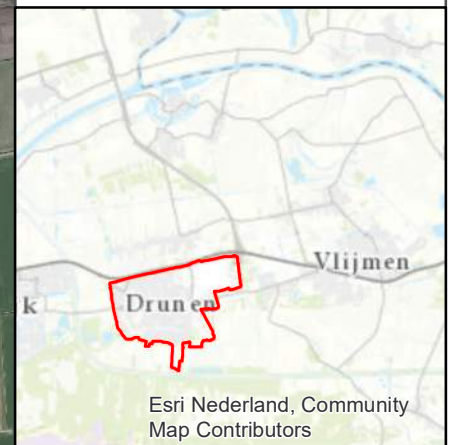 Vlijmen
k
Drunen
Esri Nederland, Community
Map Contributors